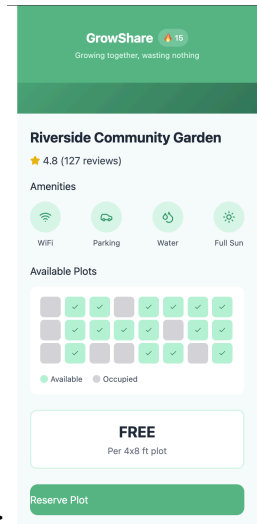 GrowShare 🔥 15
Growing together, wasting nothing
Riverside Community Garden
⭐ 4.8 (127 reviews)
Amenities
WiFi Parking Water Full Sun
Available Plots
Available Occupied
FREE
Per 4x8 ft plot
Reserve Plot